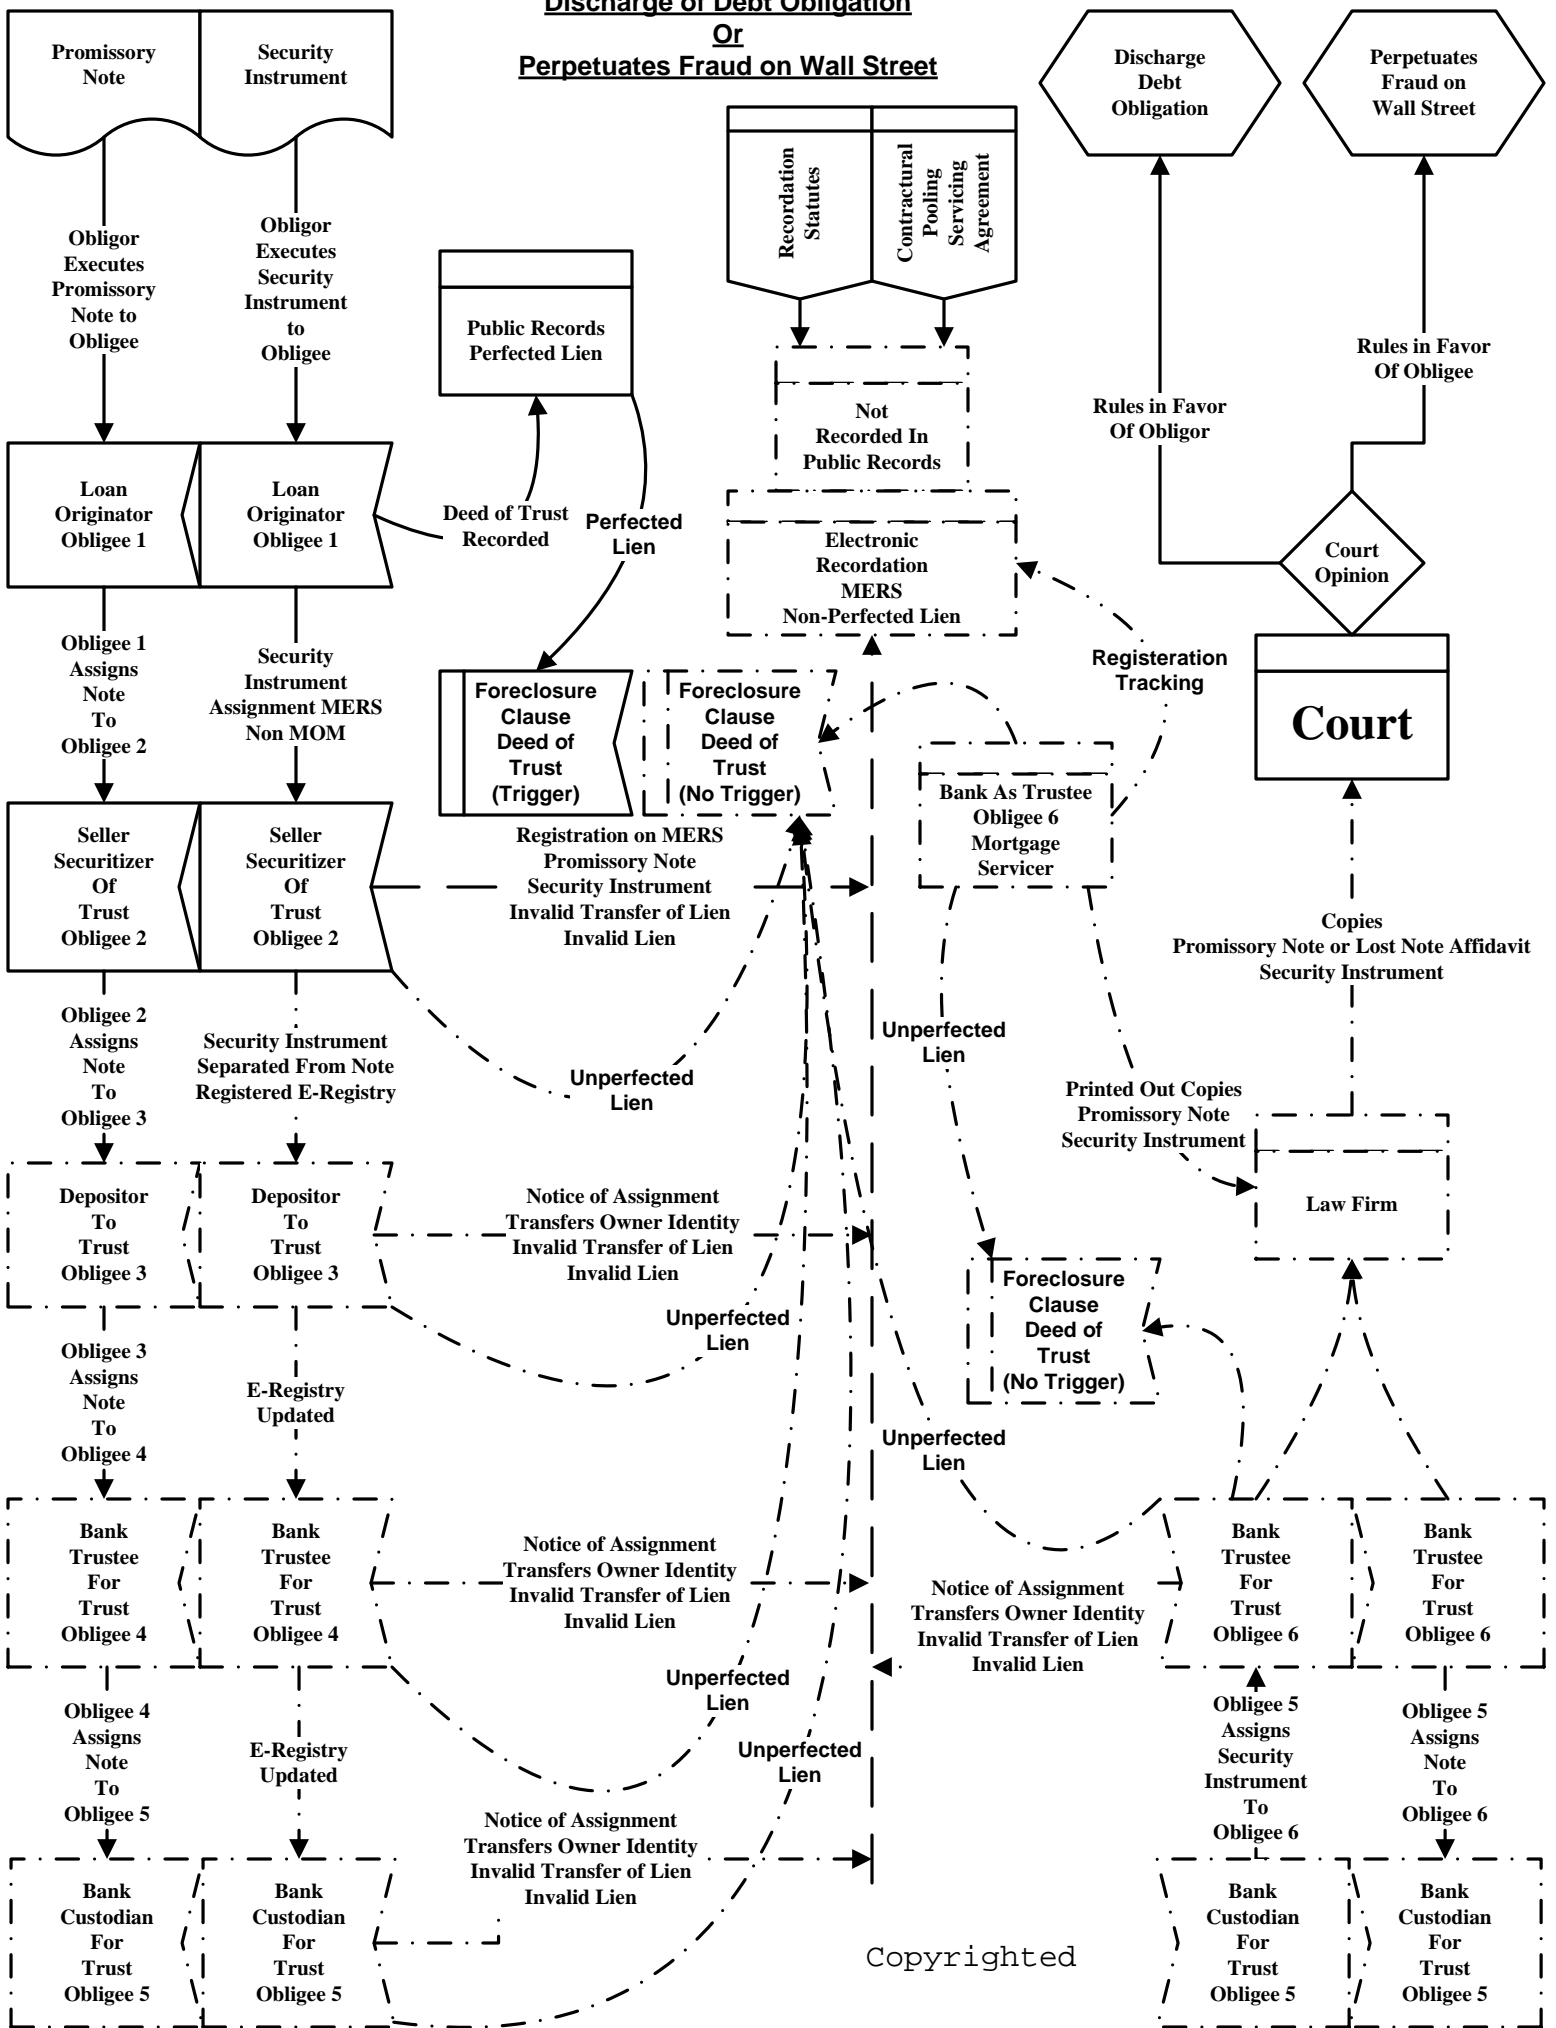 Discharge of Debt Obligation
Or
Perpetuates Fraud on Wall Street
Promissory
Note
Security
Instrument
Discharge
Debt
Obligation
Perpetuates
Fraud on
Wall Street
Recordation
Statutes
Contractural
Pooling
Servicing
Agreement
Obligor
Executes
Promissory
Note to
Obligee
Obligor
Executes
Security
Instrument
to
Obligee
Public Records
Perfected Lien
Rules in Favor
Of Obligee
Rules in Favor
Of Obligor
Not
Recorded In
Public Records
Loan
Originator
Obligee 1
Loan
Originator
Obligee 1
Deed of Trust
Recorded
Perfected
Lien
Electronic
Recordation
MERS
Non-Perfected Lien
Court
Opinion
Obligee 1
Assigns
Note
To
Obligee 2
Security
Instrument
Assignment MERS
Non MOM
Foreclosure
Clause
Deed of
Trust
(Trigger)
Foreclosure
Clause
Deed of
Trust
(No Trigger)
Registeration
Tracking
Court
Bank As Trustee
Obligee 6
Mortgage
Servicer
Seller
Securitizer
Of
Trust
Obligee 2
Seller
Securitizer
Of
Trust
Obligee 2
Registration on MERS
Promissory Note
Security Instrument
Invalid Transfer of Lien
Invalid Lien
Copies
Promissory Note or Lost Note Affidavit
Security Instrument
Obligee 2
Assigns
Note
To
Obligee 3
Security Instrument
Separated From Note
Registered E-Registry
Unperfected
Lien
Unperfected
Lien
Printed Out Copies
Promissory Note
Security Instrument
Depositor
To
Trust
Obligee 3
Depositor
To
Trust
Obligee 3
Notice of Assignment
Transfers Owner Identity
Invalid Transfer of Lien
Invalid Lien
Law Firm
Foreclosure
Clause
Deed of
Trust
(No Trigger)
Unperfected
Lien
Obligee 3
Assigns
Note
To
Obligee 4
E-Registry
Updated
Unperfected
Lien
Bank
Trustee
For
Trust
Obligee 4
Bank
Trustee
For
Trust
Obligee 4
Notice of Assignment
Transfers Owner Identity
Invalid Transfer of Lien
Invalid Lien
Notice of Assignment
Transfers Owner Identity
Invalid Transfer of Lien
Invalid Lien
Bank
Trustee
For
Trust
Obligee 6
Bank
Trustee
For
Trust
Obligee 6
Unperfected
Lien
Obligee 4
Assigns
Note
To
Obligee 5
E-Registry
Updated
Unperfected
Lien
Obligee 5
Assigns
Security
Instrument
To
Obligee 6
Obligee 5
Assigns
Note
To
Obligee 6
Notice of Assignment
Transfers Owner Identity
Invalid Transfer of Lien
Invalid Lien
Bank
Custodian
For
Trust
Obligee 5
Bank
Custodian
For
Trust
Obligee 5
Copyrighted
Bank
Custodian
For
Trust
Obligee 5
Bank
Custodian
For
Trust
Obligee 5